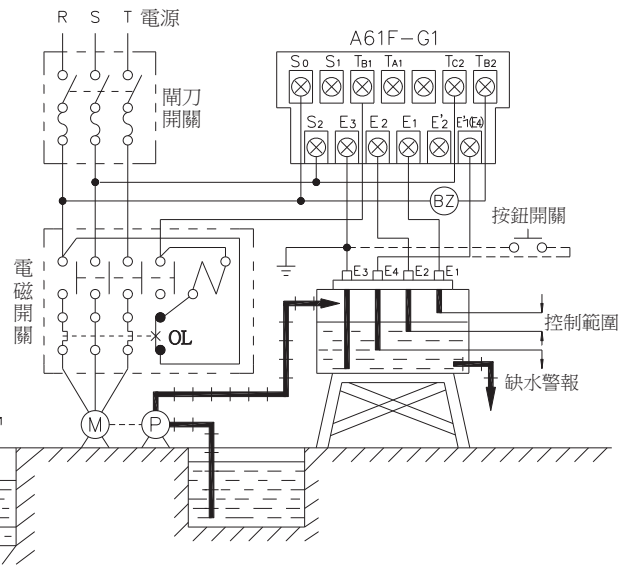 R S T 電源
A61F-G1
S0 S1 TB1 TA1 TC2 TB2
閘刀
開關
S2 E3 E2 E1 E'2 E'1(E4)
BZ
按鈕開關
電磁開關
E3 E4 E2 E1
控制範圍
OL
缺水警報
M P